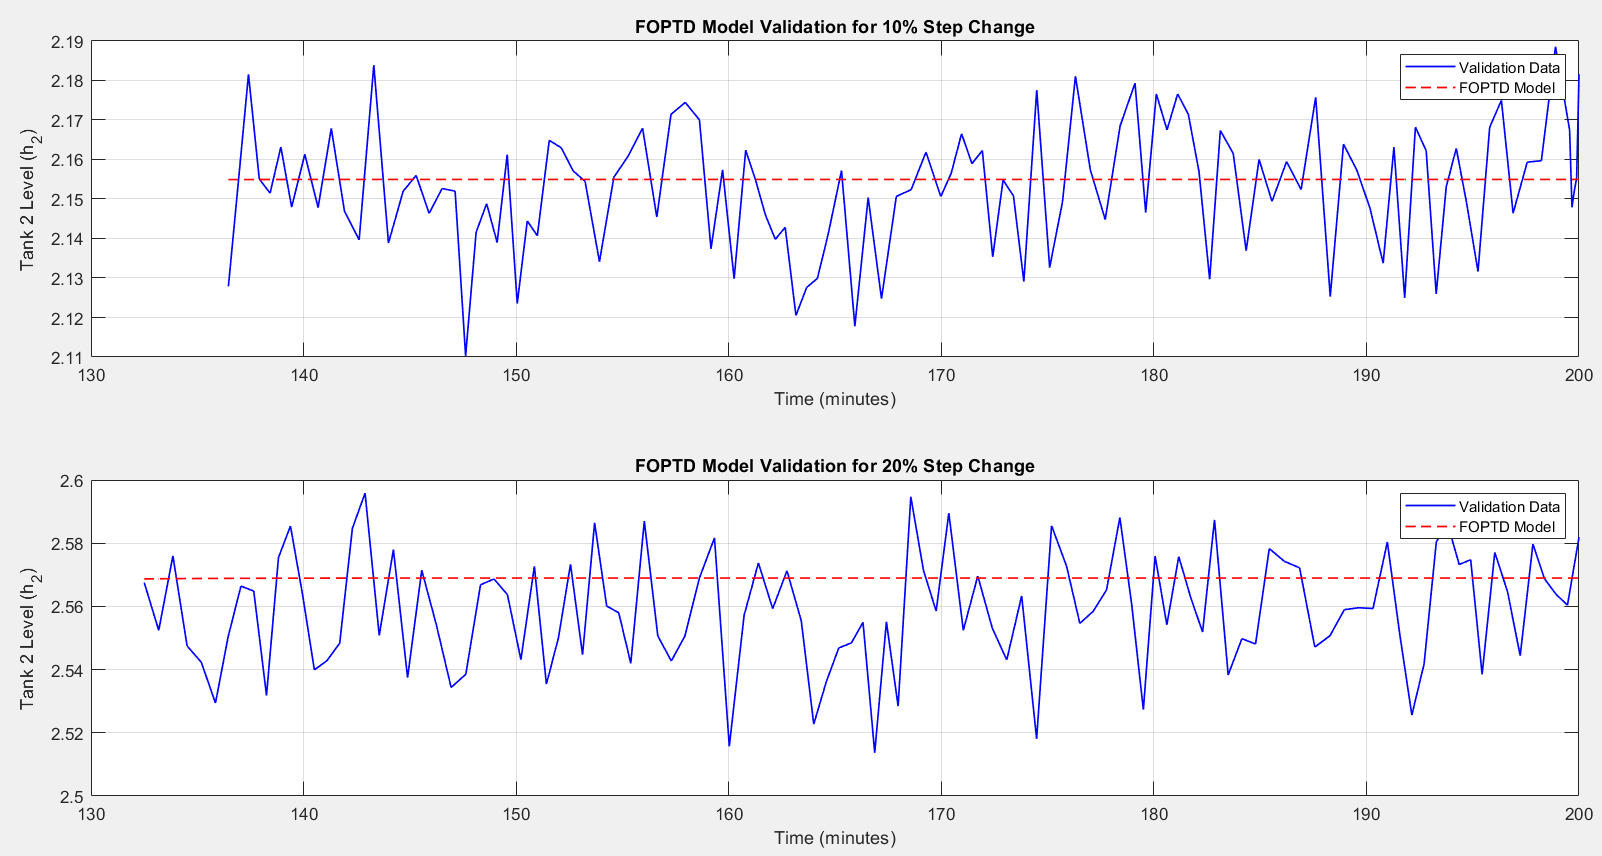 FOPTD Model Validation for 10% Step Change
2.19
2.18
2.17
2.16
2.15
2.14
2.13
2.12
2.11
Tank 2 Level (h2)
Validation Data
FOPTD Model
130 140 150 160 170 180 190 200
Time (minutes)
FOPTD Model Validation for 20% Step Change
2.6
2.58
2.56
2.54
2.52
2.5
Tank 2 Level (h2)
Validation Data
FOPTD Model
130 140 150 160 170 180 190 200
Time (minutes)